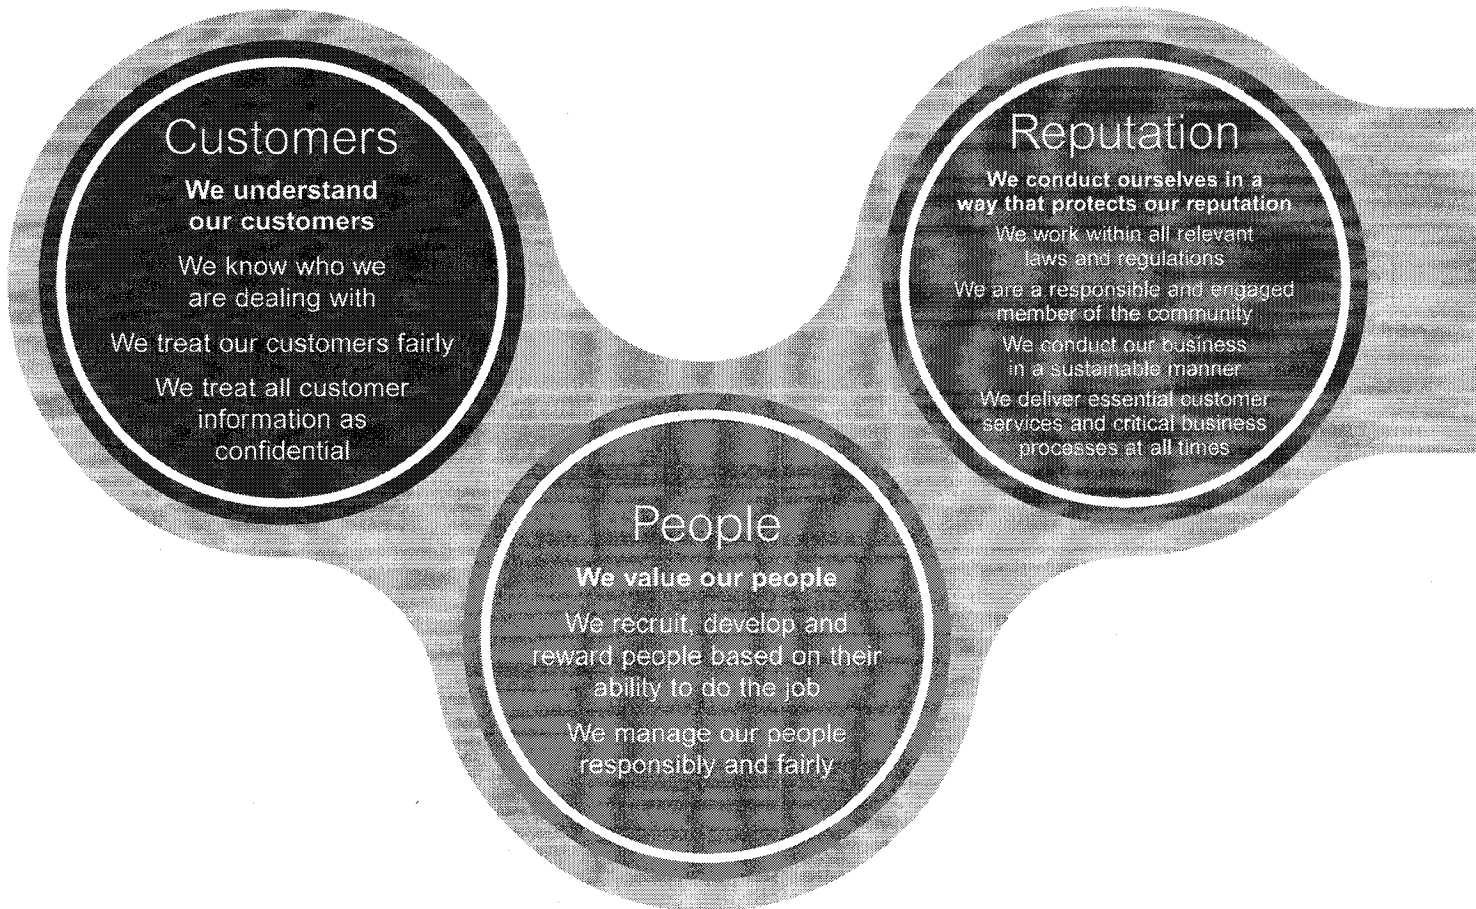 Customers
We understand
our customers
We know who we
are dealing with
We treat our customers fairly
We treat all customer
information as
confidential
People
We value our people
We recruit, develop and
reward people based on their
ability to do the job
We manage our people
responsibly and fairly
Reputation
We conduct ourselves in a
way that protects our reputation
We work within all relevant
laws and regulations
We are a responsible and engaged
member of the community
We conduct our business
in a sustainable manner
We deliver essential customer
services and critical business
processes at all times